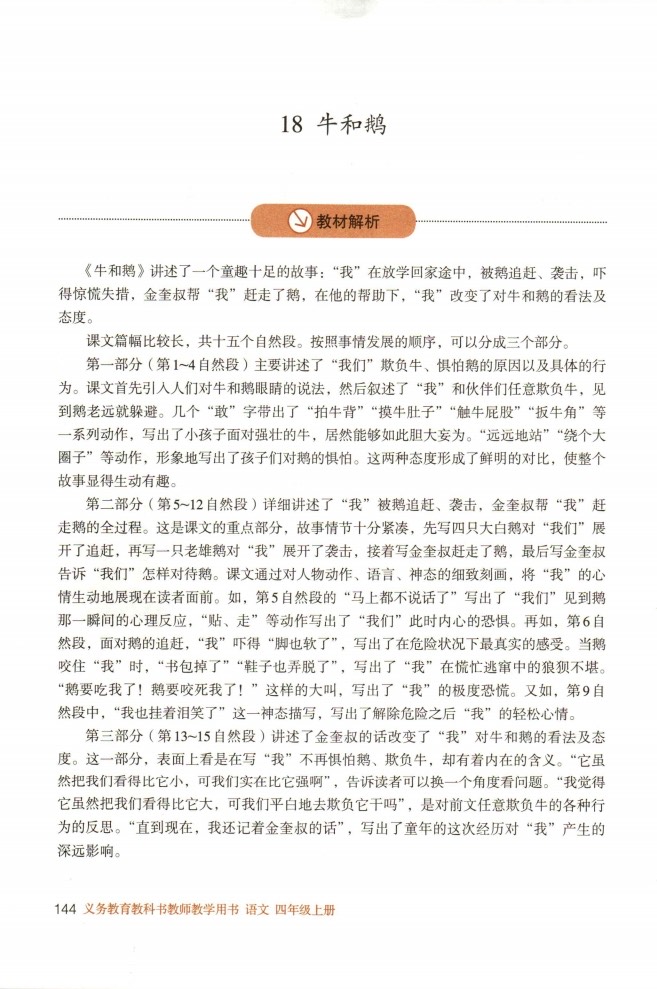 18 牛和鹅
教材解析
《牛和鹅》讲述了一个童趣十足的故事：“我”在放学回家途中，被鹅追赶、袭击，吓
得惊慌失措，金奎叔帮“我”赶走了鹅，在他的帮助下，“我”改变了对牛和鹅的看法及
态度。
课文篇幅比较长，共十五个自然段。按照事情发展的顺序，可以分成三个部分。
第一部分（第1~4自然段）主要讲述了“我们”欺负牛、惧怕鹅的原因以及具体的行
为。课文首先引入人们对牛和鹅眼睛的说法，然后叙述了“我”和伙伴们任意欺负牛，见
到鹅老远就躲避。几个“敢”字带出了“拍牛背”“摸牛肚子”“触牛屁股”“扳牛角”等
一系列动作，写出了小孩子面对强壮的牛，居然能够如此胆大妄为。“远远地站”“绕个大
圈子”等动作，形象地写出了孩子们对鹅的惧怕。这两种态度形成了鲜明的对比，使整个
故事显得生动有趣。
第二部分（第5~12自然段）详细讲述了“我”被鹅追赶、袭击，金奎叔帮“我”赶
走鹅的全过程。这是课文的重点部分，故事情节十分紧凑，先写四只大白鹅对“我们”展
开了追赶，再写一只老雄鹅对“我”展开了袭击，接着写金奎叔赶走了鹅，最后写金奎叔
告诉“我们”怎样对待鹅。课文通过对人物动作、语言、神态的细致刻画，将“我”的心
情生动地展现在读者面前。如，第5自然段的“马上都不说话了”写出了“我们”见到鹅
那一瞬间的心理反应，“贴、走”等动作写出了“我们”此时内心的恐惧。再如，第6自
然段，面对鹅的追赶，“我”吓得“脚也软了”，写出了在危险状况下最真实的感受。当鹅
咬住“我”时，“书包掉了”“鞋子也弄脱了”，写出了“我”在慌忙逃窜中的狼狈不堪。
“鹅要吃我了！鹅要咬死我了！”这样的大叫，写出了“我”的极度恐慌。又如，第9自
然段中，“我也挂着泪笑了”这一神态描写，写出了解除危险之后“我”的轻松心情。
第三部分（第13~15自然段）讲述了金奎叔的话改变了“我”对牛和鹅的看法及态
度。这一部分，表面上看是在写“我”不再惧怕鹅、欺负牛，却有着内在的含义。“它虽
然把我们看得比它小，可我们实在比它强啊”，告诉读者可以换一个角度看问题。“我觉得
它虽然把我们看得比它大，可我们平白地去欺负它干吗”，是对前文任意欺负牛的各种行
为的反思。“直到现在，我还记着金奎叔的话”，写出了童年的这次经历对“我”产生的
深远影响。
144 义务教育教科书教师教学用书 语文 四年级上册